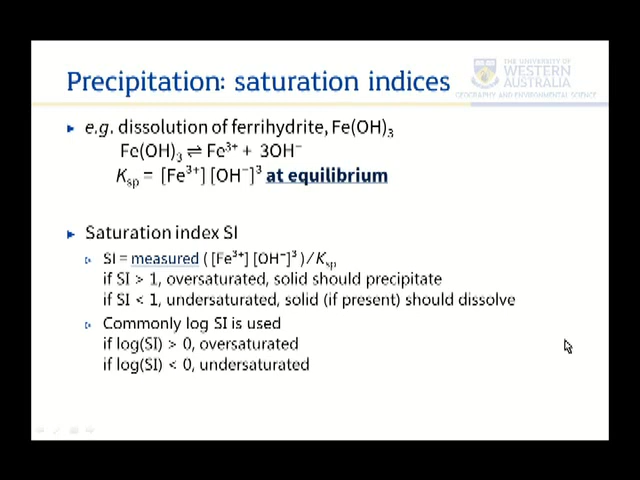 Precipitation: saturation indices
THE UNIVERSITY OF
WESTERN
AUSTRALIA
GEOGRAPHY AND ENVIRONMENTAL SCIENCE
e.g. dissolution of ferrihydrite, Fe(OH)₃
Fe(OH)₃ ⇌ Fe³⁺ + 3OH⁻
Ksp = [Fe³⁺] [OH⁻]³ at equilibrium
Saturation index SI
SI = measured ([Fe³⁺] [OH⁻]³)/Ksp
if SI > 1, oversaturated, solid should precipitate
if SI < 1, undersaturated, solid (if present) should dissolve
Commonly log SI is used
if log(SI) > 0, oversaturated
if log(SI) < 0, undersaturated